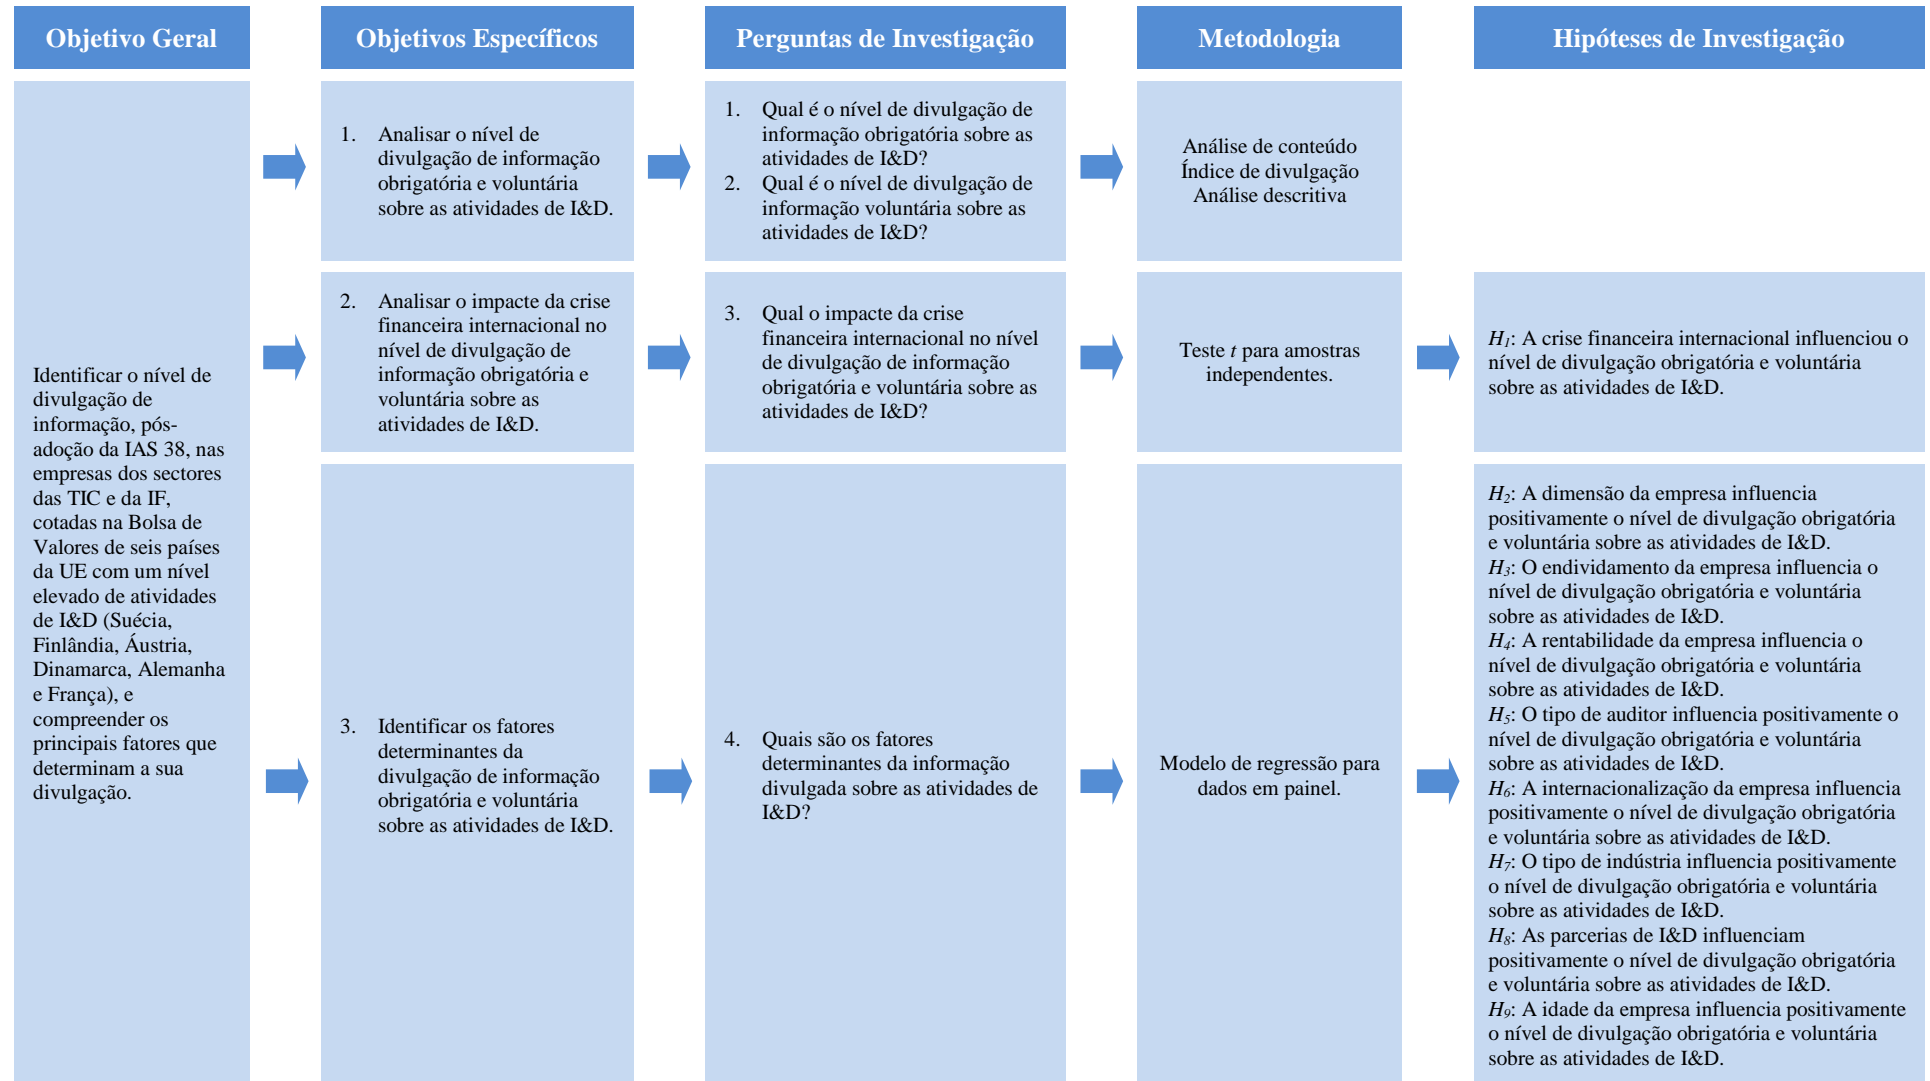 Objetivo Geral
Objetivos Específicos
Perguntas de Investigação
Metodologia
Hipóteses de Investigação
Identificar o nível de
divulgação de
informação, pós-
adoção da IAS 38, nas
empresas dos sectores
das TIC e da IF,
cotadas na Bolsa de
Valores de seis países
da UE com um nível
elevado de atividades
de I&D (Suécia,
Finlândia, Áustria,
Dinamarca, Alemanha
e França), e
compreender os
principais fatores que
determinam a sua
divulgação.
1. Analisar o nível de
divulgação de informação
obrigatória e voluntária
sobre as atividades de I&D.
1. Qual é o nível de divulgação de
informação obrigatória sobre as
atividades de I&D?
2. Qual é o nível de divulgação de
informação voluntária sobre as
atividades de I&D?
Análise de conteúdo
Índice de divulgação
Análise descritiva
2. Analisar o impacte da crise
financeira internacional no
nível de divulgação de
informação obrigatória e
voluntária sobre as
atividades de I&D.
3. Qual o impacte da crise
financeira internacional no nível
de divulgação de informação
obrigatória e voluntária sobre as
atividades de I&D?
Teste t para amostras
independentes.
H1: A crise financeira internacional influenciou o
nível de divulgação obrigatória e voluntária
sobre as atividades de I&D.
3. Identificar os fatores
determinantes da
divulgação de informação
obrigatória e voluntária
sobre as atividades de I&D.
4. Quais são os fatores
determinantes da informação
divulgada sobre as atividades de
I&D?
Modelo de regressão para
dados em painel.
H2: A dimensão da empresa influencia
positivamente o nível de divulgação obrigatória
e voluntária sobre as atividades de I&D.
H3: O endividamento da empresa influencia o
nível de divulgação obrigatória e voluntária
sobre as atividades de I&D.
H4: A rentabilidade da empresa influencia o
nível de divulgação obrigatória e voluntária
sobre as atividades de I&D.
H5: O tipo de auditor influencia positivamente o
nível de divulgação obrigatória e voluntária
sobre as atividades de I&D.
H6: A internacionalização da empresa influencia
positivamente o nível de divulgação obrigatória
e voluntária sobre as atividades de I&D.
H7: O tipo de indústria influencia positivamente
o nível de divulgação obrigatória e voluntária
sobre as atividades de I&D.
H8: As parcerias de I&D influenciam
positivamente o nível de divulgação obrigatória
e voluntária sobre as atividades de I&D.
H9: A idade da empresa influencia positivamente
o nível de divulgação obrigatória e voluntária
sobre as atividades de I&D.